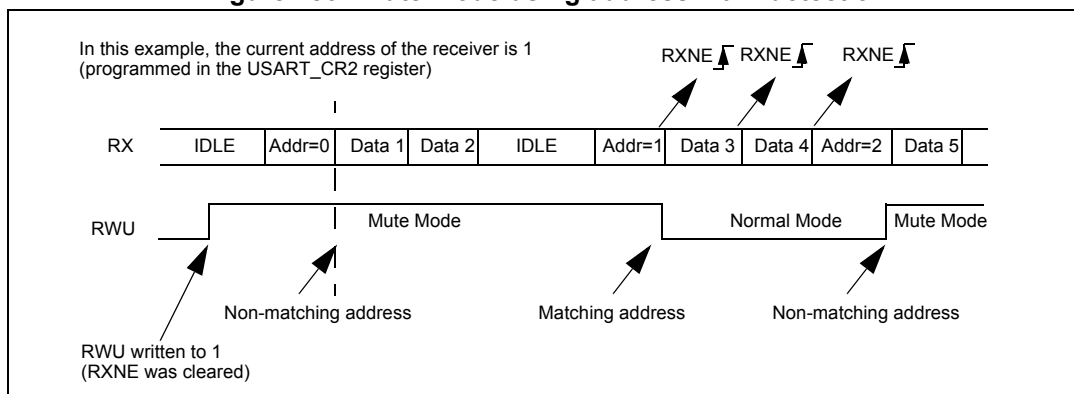 In this example, the current address of the receiver is 1
(programmed in the USART_CR2 register)
RXNE RXNE RXNE
RX IDLE Addr=0 Data 1 Data 2 IDLE Addr=1 Data 3 Data 4 Addr=2 Data 5
RWU Mute Mode Normal Mode Mute Mode
Non-matching address Matching address Non-matching address
RWU written to 1
(RXNE was cleared)